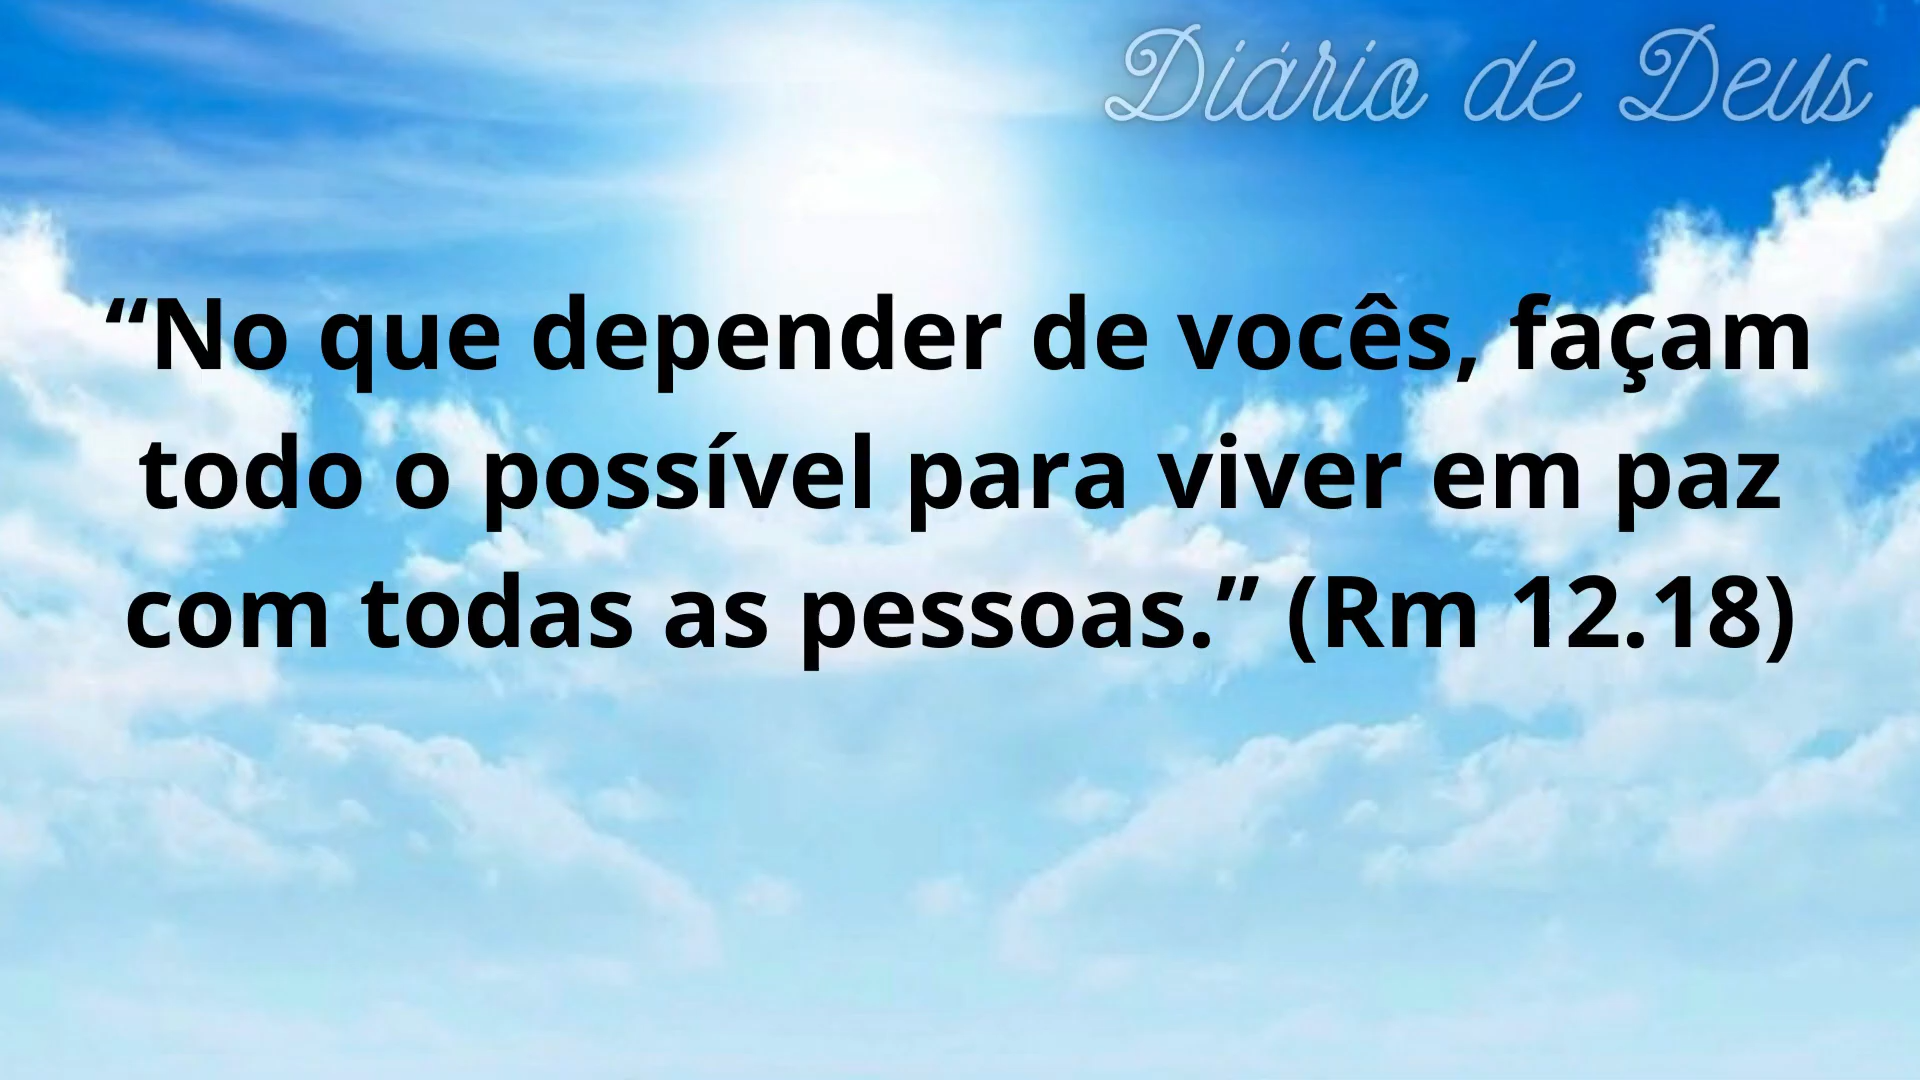 Diário de Deus
“No que depender de vocês, façam
todo o possível para viver em paz
com todas as pessoas.” (Rm 12.18)